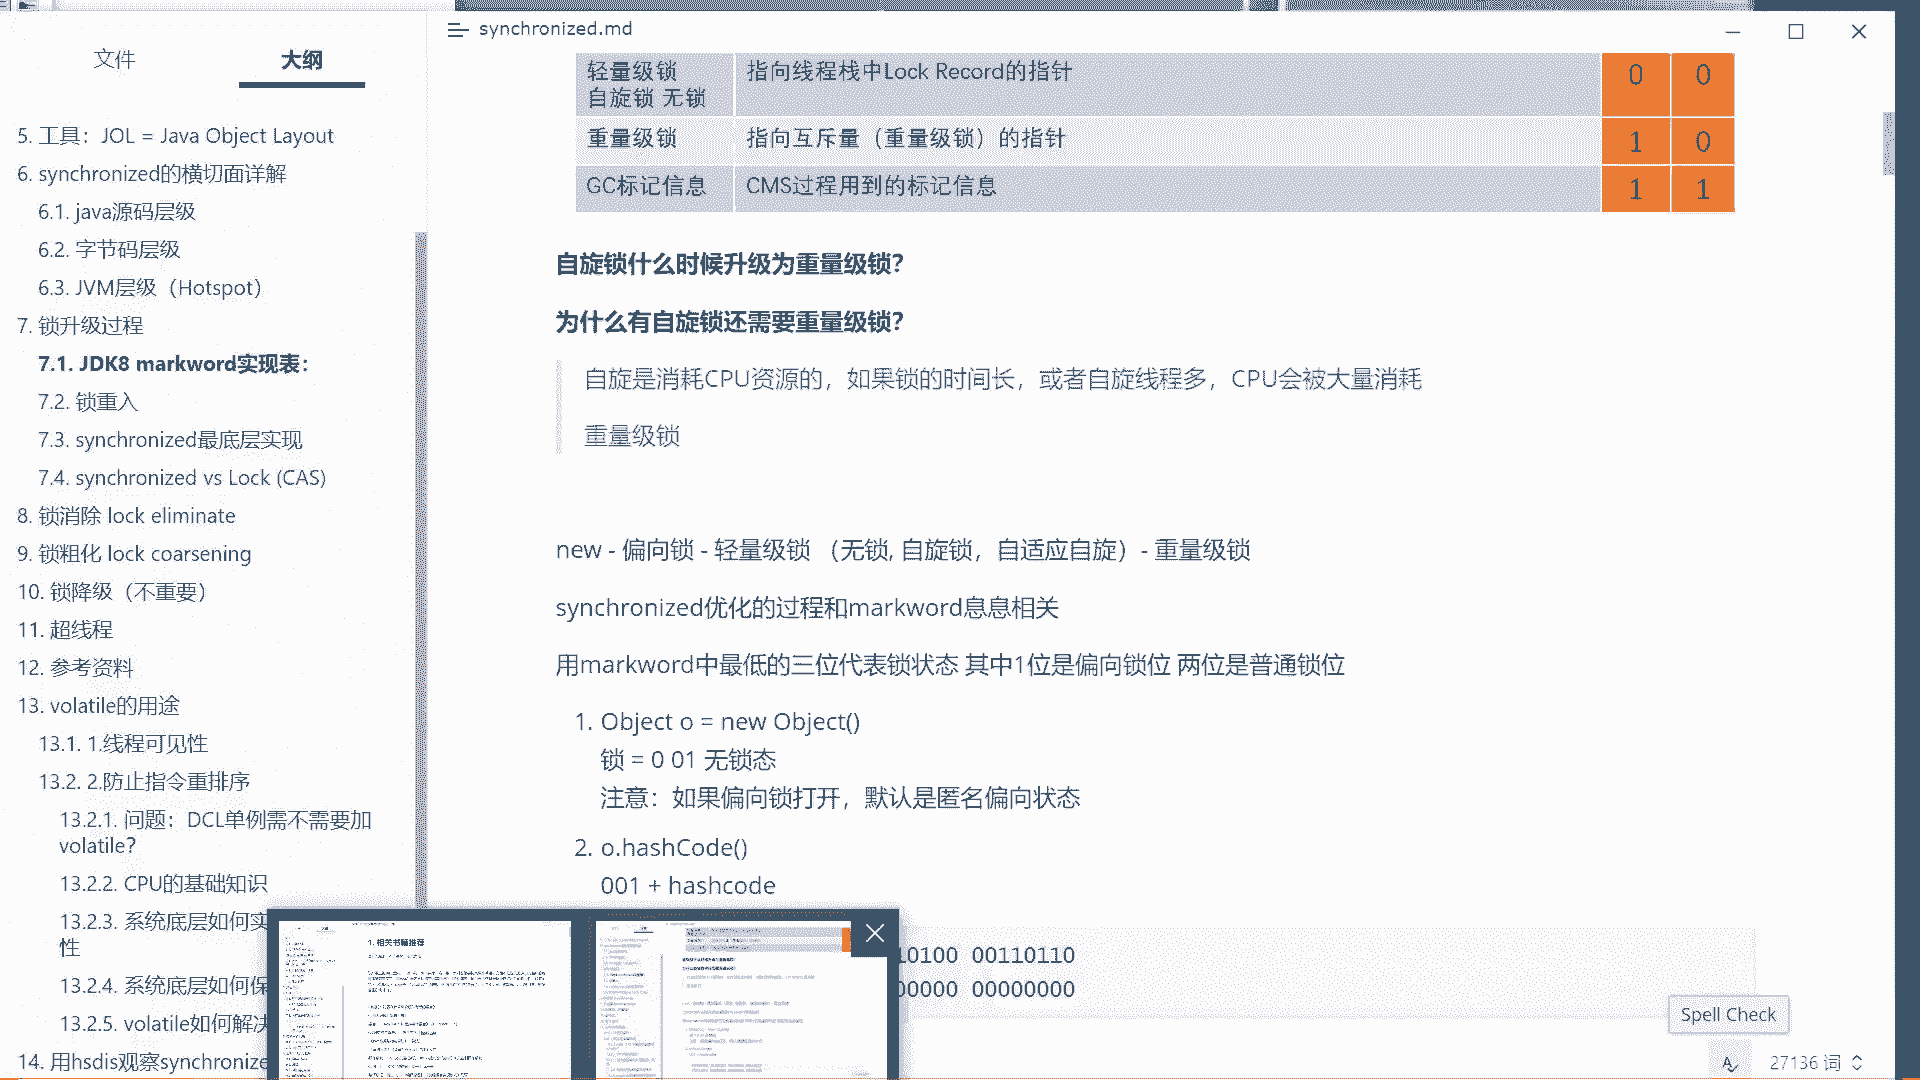 synchronized.md
文件
大纲
5. 工具：JOL = Java Object Layout
6. synchronized的横切面详解
6.1. java源码层级
6.2. 字节码层级
6.3. JVM层级（Hotspot）
7. 锁升级过程
7.1. JDK8 markword实现表：
7.2. 锁重入
7.3. synchronized最底层实现
7.4. synchronized vs Lock (CAS)
8. 锁消除 lock eliminate
9. 锁粗化 lock coarsening
10. 锁降级（不重要）
11. 超线程
12. 参考资料
13. volatile的用途
13.1. 1.线程可见性
13.2. 2.防止指令重排序
13.2.1. 问题：DCL单例需不需要加
volatile？
13.2.2. CPU的基础知识
13.2.3. 系统底层如何实
性
13.2.4. 系统底层如何保
13.2.5. volatile如何解决
14. 用hsdis观察synchronize
轻量级锁 指向线程栈中Lock Record的指针 0 0
自旋锁 无锁
重量级锁 指向互斥量（重量级锁）的指针 1 0
GC标记信息 CMS过程用到的标记信息 1 1
自旋锁什么时候升级为重量级锁？
为什么有自旋锁还需要重量级锁？
自旋是消耗CPU资源的，如果锁的时间长，或者自旋线程多，CPU会被大量消耗
重量级锁
new - 偏向锁 - 轻量级锁 （无锁, 自旋锁，自适应自旋）- 重量级锁
synchronized优化的过程和markword息息相关
用markword中最低的三位代表锁状态 其中1位是偏向锁位 两位是普通锁位
1. Object o = new Object()
锁 = 0 01 无锁态
注意：如果偏向锁打开，默认是匿名偏向状态
2. o.hashCode()
001 + hashcode
10100 00110110
00000 00000000
1. 相关书籍推荐
Spell Check
27136 词